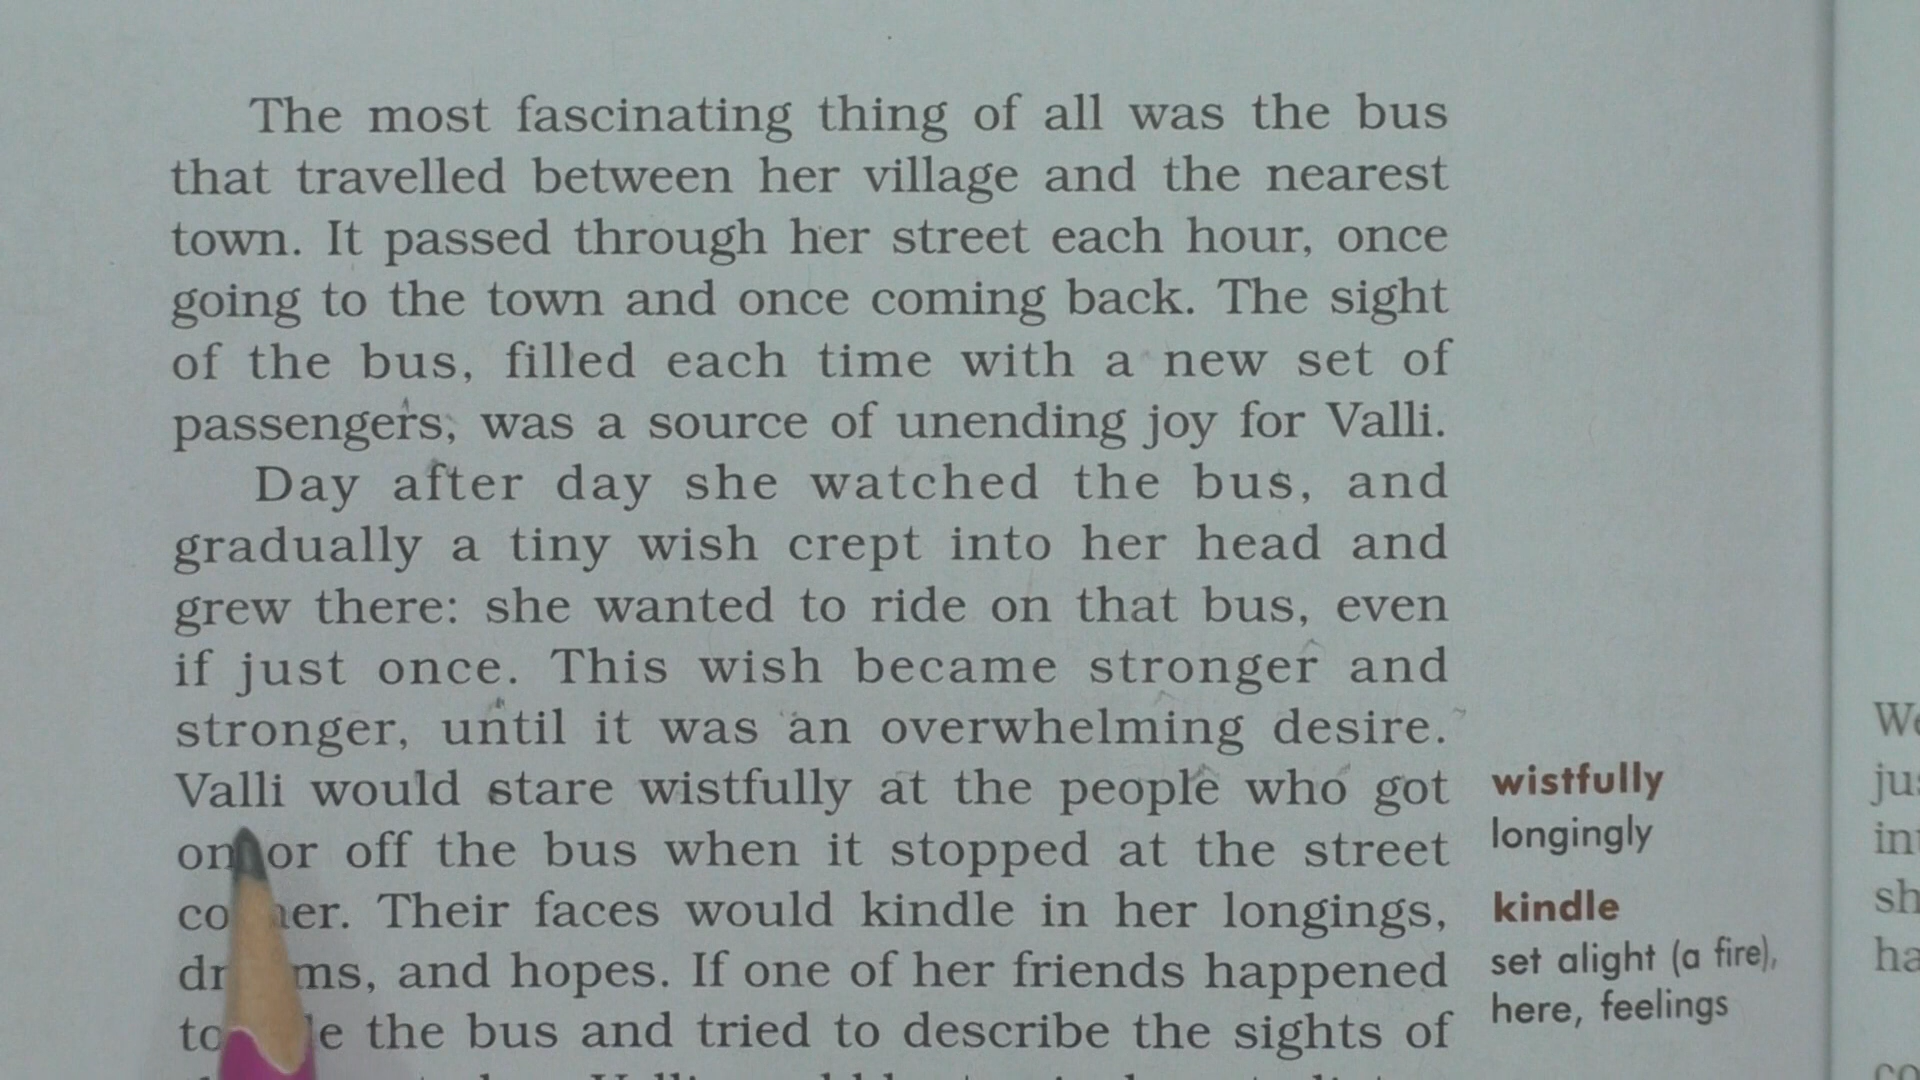 The most fascinating thing of all was the bus
that travelled between her village and the nearest
town. It passed through her street each hour, once
going to the town and once coming back. The sight
of the bus, filled each time with a new set of
passengers, was a source of unending joy for Valli.
Day after day she watched the bus, and
gradually a tiny wish crept into her head and
grew there: she wanted to ride on that bus, even
if just once. This wish became stronger and
stronger, until it was an overwhelming desire.
Valli would stare wistfully at the people who got
on or off the bus when it stopped at the street
Their faces would kindle in her longings,
and hopes. If one of her friends happened
the bus and tried to describe the sights of
wistfully
longingly
kindle
set alight (a fire),
here, feelings